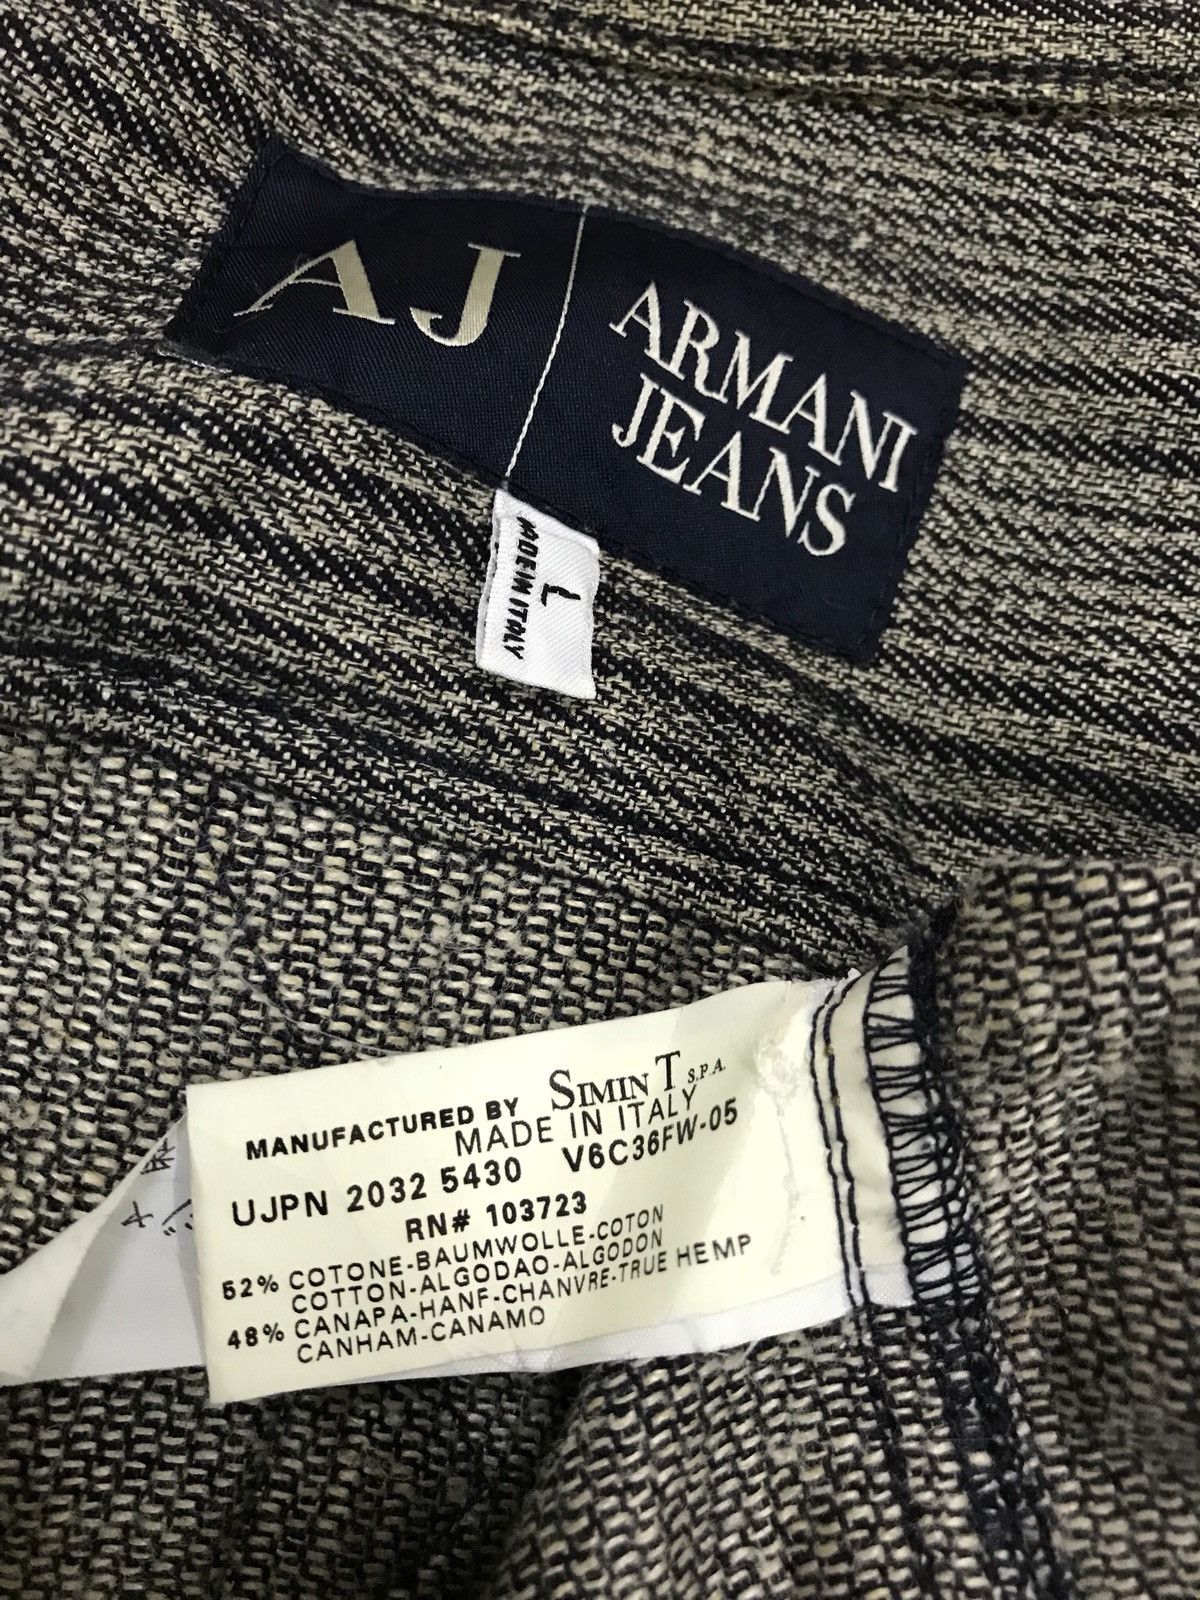 AJ
ARMANI
JEANS
L
MADE IN ITALY
MANUFACTURED BY SIMIN T S.P.A.
MADE IN ITALY
UJPN 2032 5430 V6C36FW-05
RN# 103723
52% COTONE-BAUMWOLLE-COTON
COTTON-ALGODAO-ALGODON
48% CANAPA-HANF-CHANVRE-TRUE HEMP
CANHAM-CANAMO